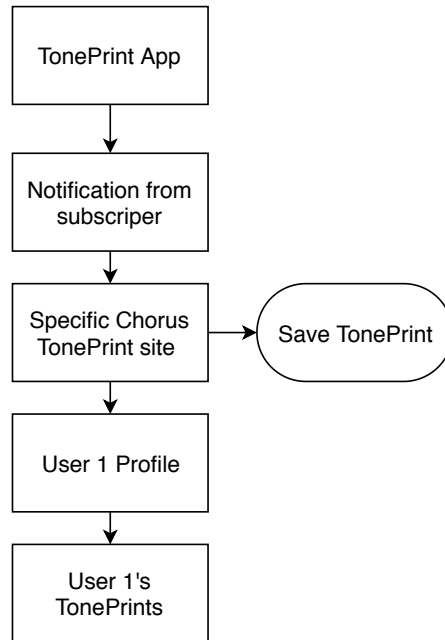 TonePrint App
Notification from
subscriper
Specific Chorus
TonePrint site
Save TonePrint
User 1 Profile
User 1's
TonePrints